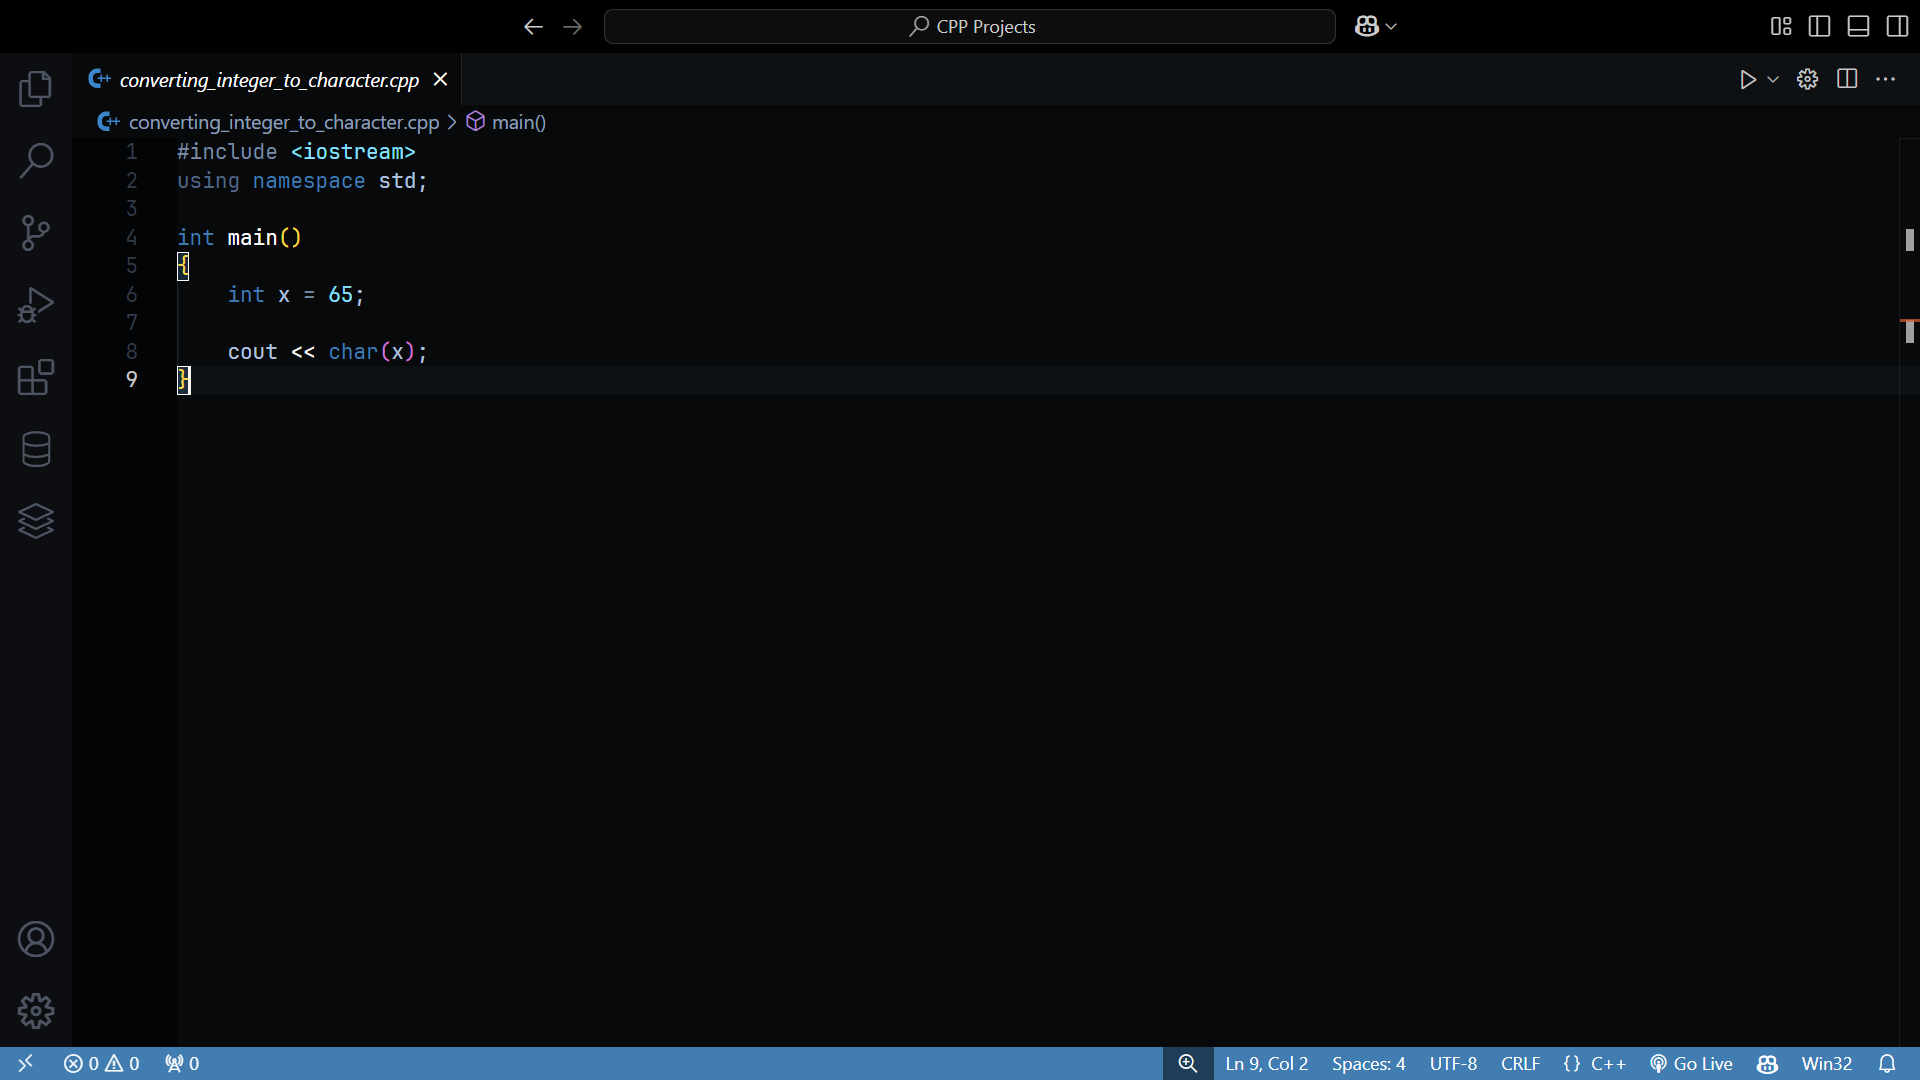 CPP Projects
converting_integer_to_character.cpp
converting_integer_to_character.cpp > main()
1 #include <iostream>
2 using namespace std;
3
4 int main()
5 {
6     int x = 65;
7
8     cout << char(x);
9 }
0 0 0 Ln 9, Col 2 Spaces: 4 UTF-8 CRLF {} C++ Go Live Win32